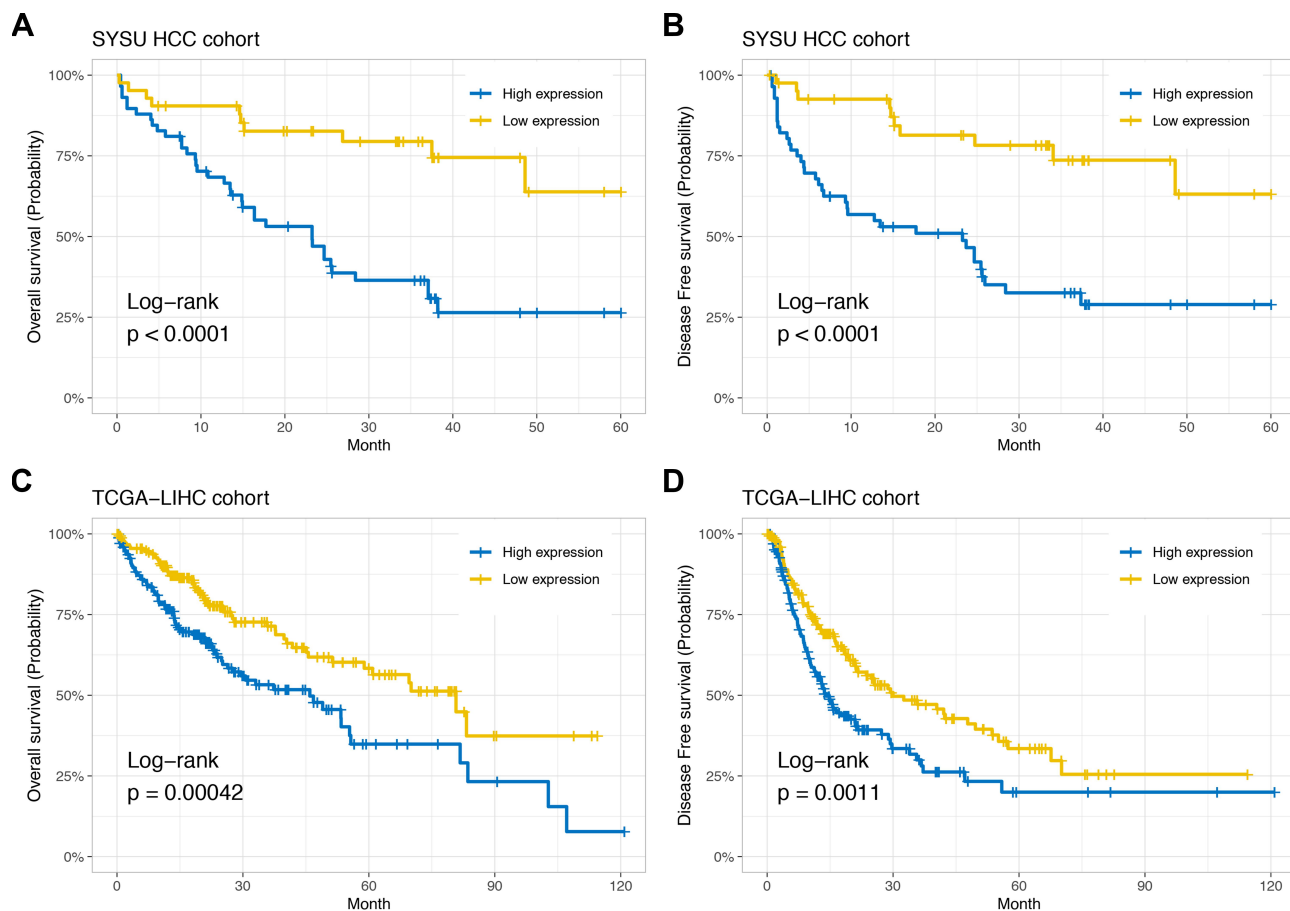 A
SYSU HCC cohort
Overall survival (Probability)
100%
75%
50%
25%
0%
High expression
Low expression
Log−rank
p < 0.0001
0 10 20 30 40 50 60
Month
B
SYSU HCC cohort
Disease Free survival (Probability)
100%
75%
50%
25%
0%
High expression
Low expression
Log−rank
p < 0.0001
0 10 20 30 40 50 60
Month
C
TCGA−LIHC cohort
Overall survival (Probability)
100%
75%
50%
25%
0%
High expression
Low expression
Log−rank
p = 0.00042
0 30 60 90 120
Month
D
TCGA−LIHC cohort
Disease Free survival (Probability)
100%
75%
50%
25%
0%
High expression
Low expression
Log−rank
p = 0.0011
0 30 60 90 120
Month